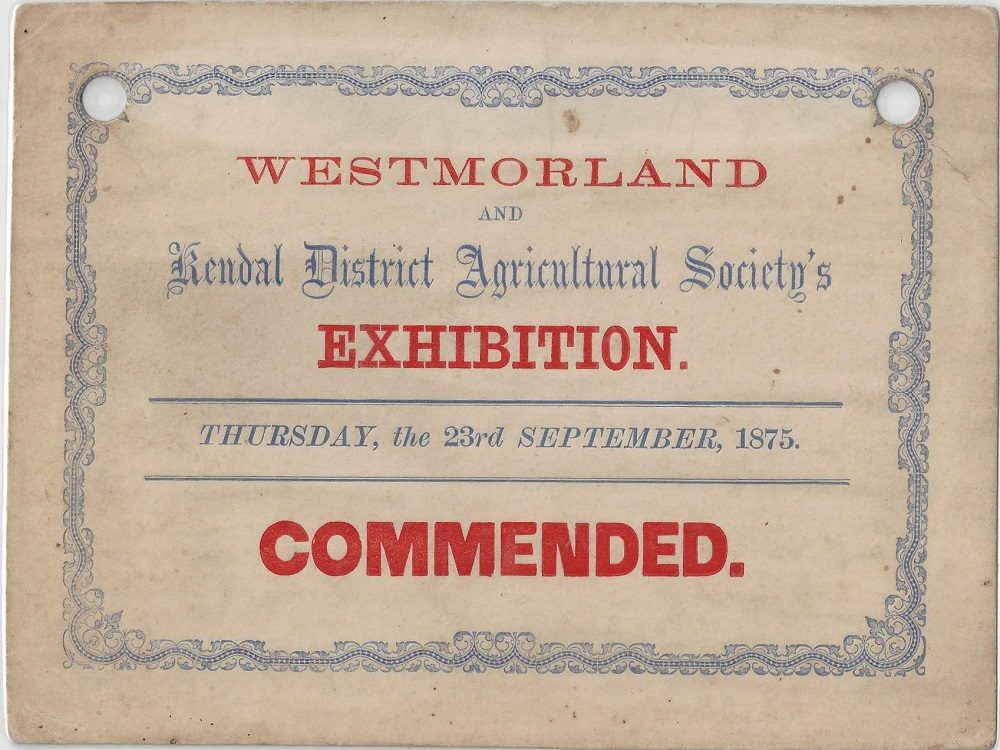 WESTMORLAND
AND
Kendal District Agricultural Society's
EXHIBITION.
THURSDAY, the 23rd SEPTEMBER, 1875.
COMMENDED.